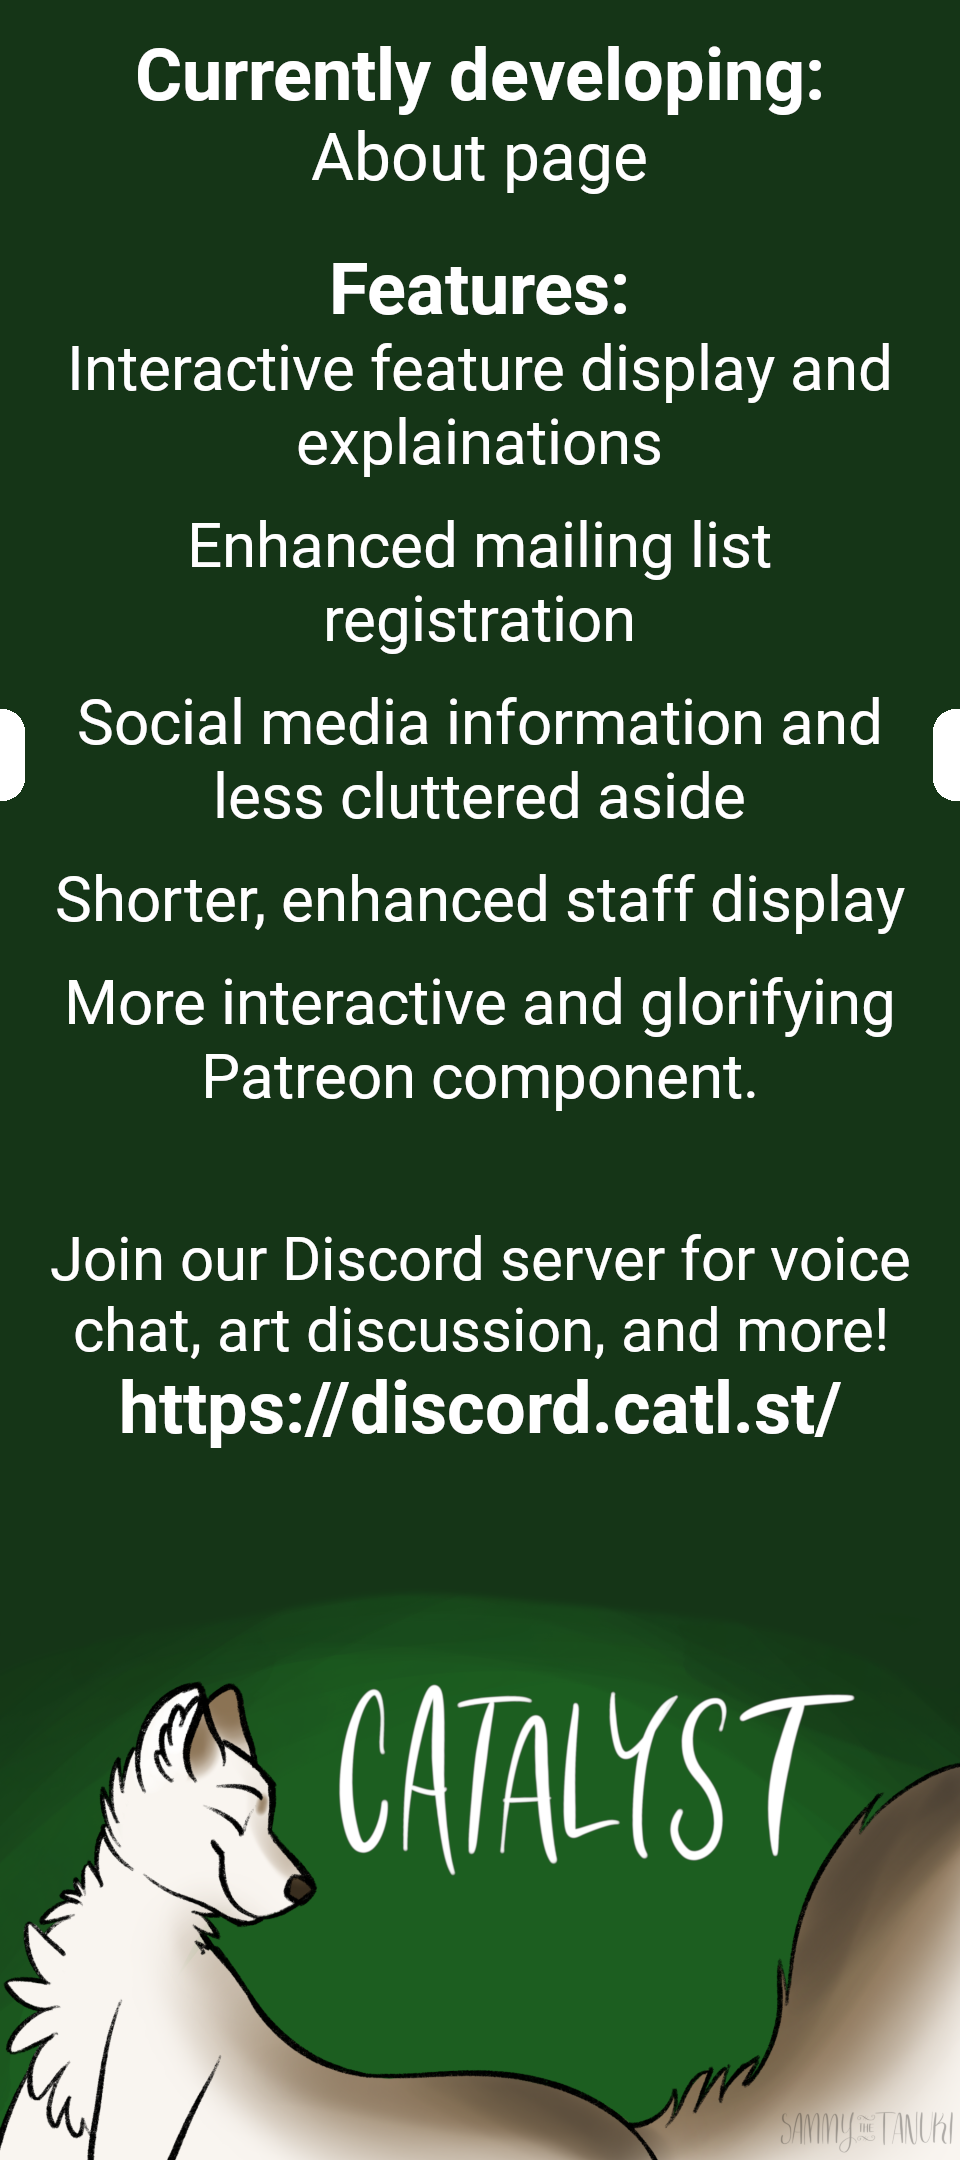 Currently developing:
About page
Features:
Interactive feature display and
explainations
Enhanced mailing list
registration
Social media information and
less cluttered aside
Shorter, enhanced staff display
More interactive and glorifying
Patreon component.
Join our Discord server for voice
chat, art discussion, and more!
https://discord.catl.st/
CATALYST
SAMMY THE TANUKI